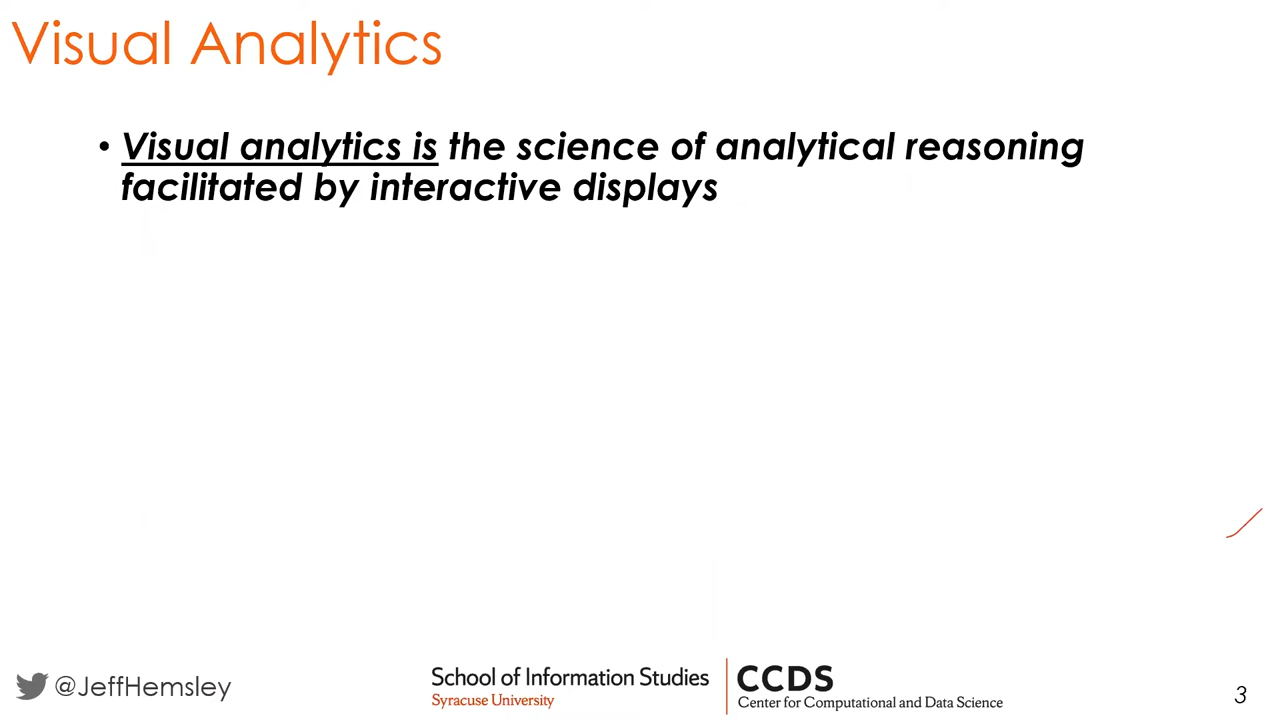 Visual Analytics
• Visual analytics is the science of analytical reasoning
facilitated by interactive displays
@JeffHemsley
School of Information Studies
Syracuse University
CCDS
Center for Computational and Data Science
3